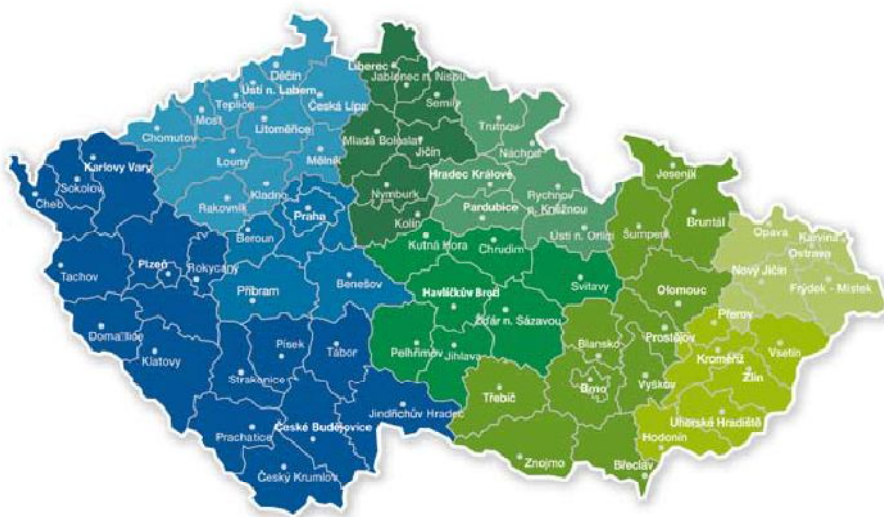 Děčín
Liberec
Jablonec n. Nisou
Ústí n. Labem
Teplice
Česká Lípa
Semily
Most
Trutnov
Chomutov
Litoměřice
Mladá Boleslav
Jičín
Náchod
Louny
Mělník
Karlovy Vary
Sokolov
Cheb
Hradec Králové
Jeseník
Rakovník
Kladno
Nymburk
Rychnov
n. Kněžnou
Praha
Pardubice
Kolín
Bruntál
Beroun
Ústí n. Orlicí
Šumperk
Opava
Karviná
Kutná Hora
Chrudim
Ostrava
Plzeň
Rokycany
Tachov
Nový Jičín
Benešov
Svitavy
Frýdek - Místek
Příbram
Havlíčkův Brod
Olomouc
Žďár n. Sázavou
Přerov
Prostějov
Písek
Tábor
Blansko
Klatovy
Pelhřimov
Jihlava
Kroměříž
Vsetín
Strakonice
Třebíč
Brno
Vyškov
Zlín
Jindřichův Hradec
Uherské Hradiště
Prachatice
České Budějovice
Hodonín
Znojmo
Břeclav
Český Krumlov